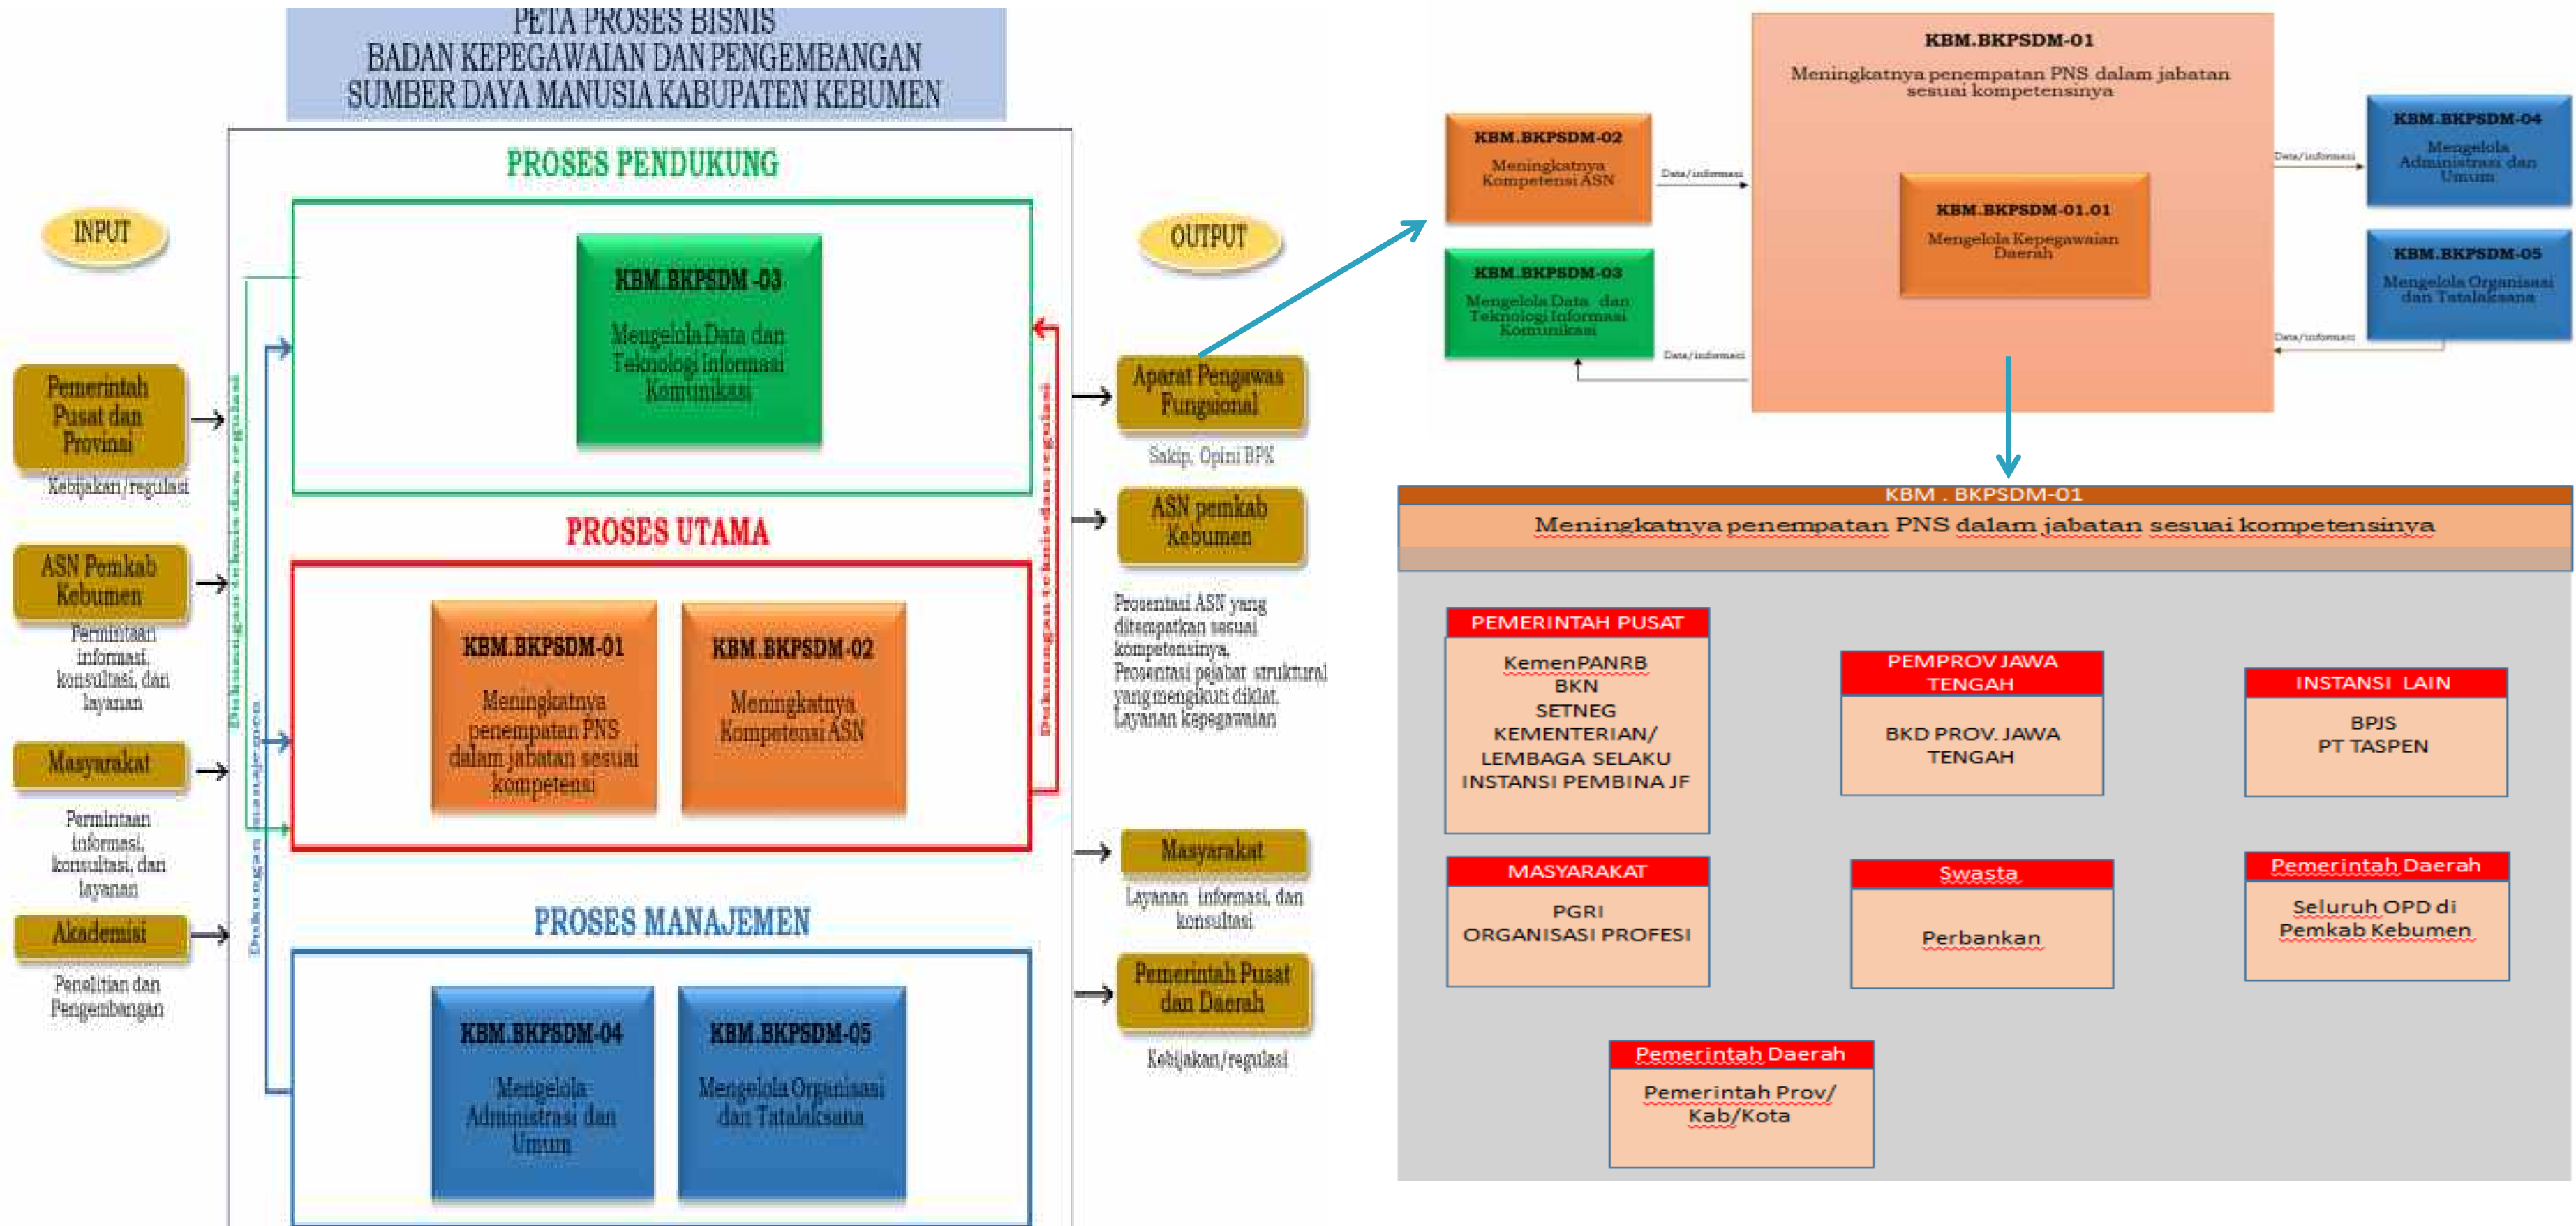 PETA PROSES BISNIS
BADAN KEPEGAWAIAN DAN PENGEMBANGAN
SUMBER DAYA MANUSIA KABUPATEN KEBUMEN
INPUT
Pemerintah
Pusat dan
Provinsi
Kebijakan/regulasi
ASN Pemkab
Kebumen
Permintaan
informasi,
konsultasi, dan
layanan
Masyarakat
Permintaan
informasi,
konsultasi, dan
layanan
Akademisi
Penelitian dan
Pengembangan
Dukungan manajemen
PROSES PENDUKUNG
KBM.BKPSDM -03
Mengelola Data dan
Teknologi Informasi
Komunikasi
PROSES UTAMA
KBM.BKPSDM-01
Meningkatnya
penempatan PNS
dalam jabatan sesuai
kompetensi
KBM.BKPSDM-02
Meningkatnya
Kompetensi ASN
PROSES MANAJEMEN
KBM.BKPSDM-04
Mengelola
Administrasi dan
Umum
KBM.BKPSDM-05
Mengelola Organisasi
dan Tatalaksana
Dukungan teknis dan regulasi
OUTPUT
Aparat Pengawas
Fungsional
Sakip, Opini BPK
ASN pemkab
Kebumen
Prosentasi ASN yang
ditempatkan sesuai
kompetensinya,
Prosentasi pejabat struktural
yang mengikuti diklat,
Layanan kepegawaian
Masyarakat
Layanan informasi, dan
konsultasi
Pemerintah Pusat
dan Daerah
Kebijakan/regulasi
KBM.BKPSDM-02
Meningkatnya
Kompetensi ASN
Data/informasi
KBM.BKPSDM-03
Mengelola Data dan
Teknologi Informasi
Komunikasi
Data/informasi
KBM.BKPSDM-01
Meningkatnya penempatan PNS dalam jabatan
sesuai kompetensinya
KBM.BKPSDM-01.01
Mengelola Kepegawaian
Daerah
Data/informasi
KBM.BKPSDM-04
Mengelola
Administrasi dan
Umum
KBM.BKPSDM-05
Mengelola Organisasi
dan Tatalaksana
Data/informasi
KBM . BKPSDM-01
Meningkatnya penempatan PNS dalam jabatan sesuai kompetensinya
PEMERINTAH PUSAT
KemenPANRB
BKN
SETNEG
KEMENTERIAN/
LEMBAGA SELAKU
INSTANSI PEMBINA JF
PEMPROV JAWA
TENGAH
BKD PROV. JAWA
TENGAH
INSTANSI LAIN
BPJS
PT TASPEN
MASYARAKAT
PGRI
ORGANISASI PROFESI
Swasta
Perbankan
Pemerintah Daerah
Seluruh OPD di
Pemkab Kebumen
Pemerintah Daerah
Pemerintah Prov/
Kab/Kota